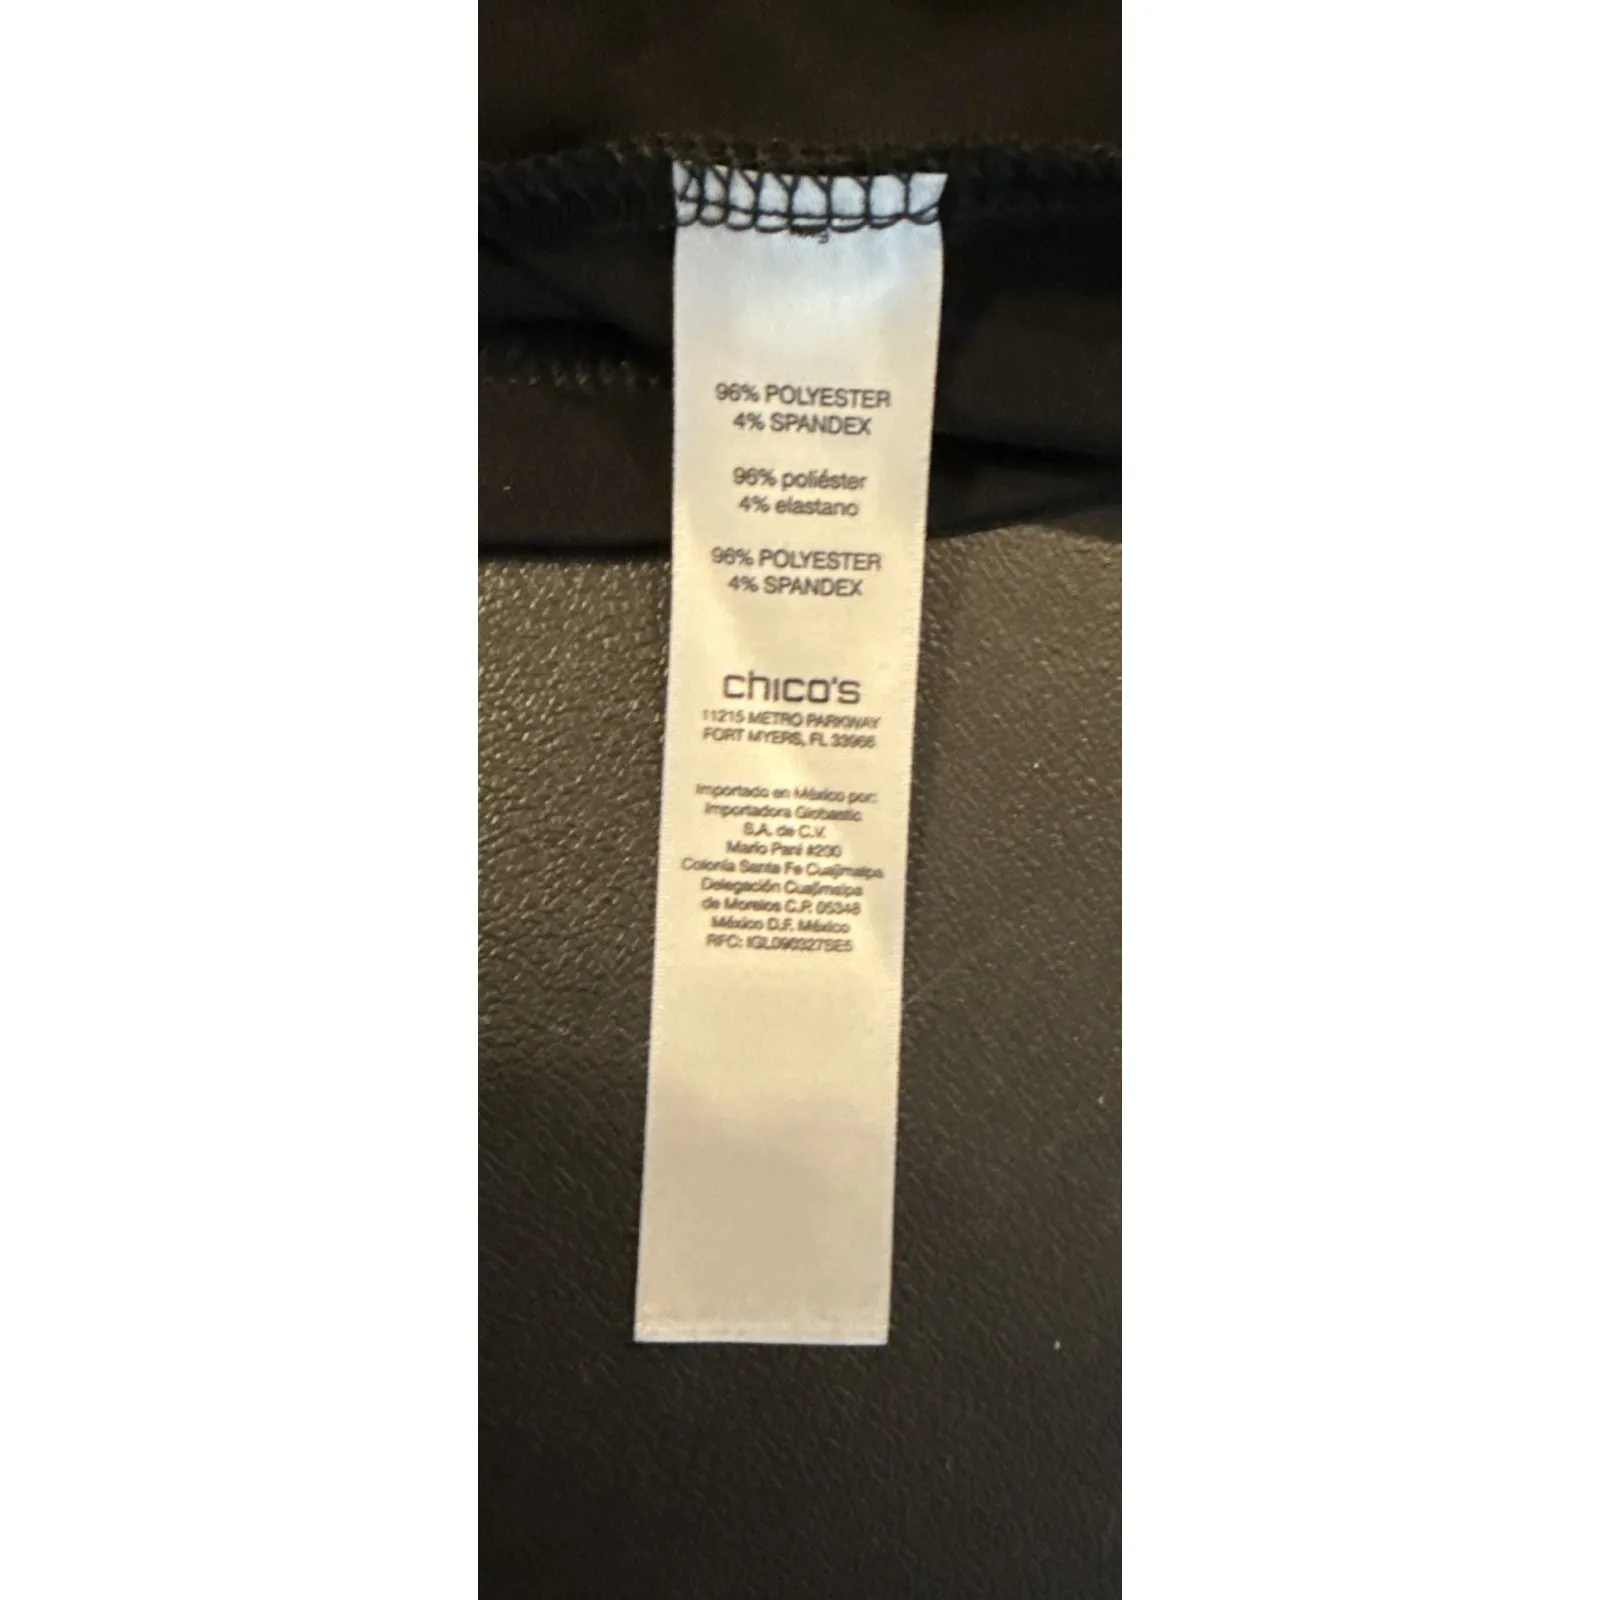 96% POLYESTER
4% SPANDEX
96% poliéster
4% elastano
96% POLYESTER
4% SPANDEX
chico's
11215 METRO PARKWAY
FORT MYERS, FL 33966
Importado en México por:
Importadora Globastic
S.A. de C.V.
Mario Pani #200
Colonia Santa Fe Cuajimalpa
Delegación Cuajimalpa
de Morelos C.P. 05348
México D.F. México
RFC: IGL090327SE5